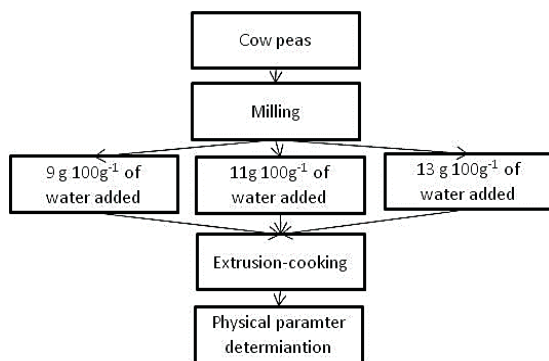 Cow peas
Milling
9 g 100g⁻¹ of
water added
11g 100g⁻¹ of
water added
13 g 100g⁻¹ of
water added
Extrusion-cooking
Physical paramter
determiantion